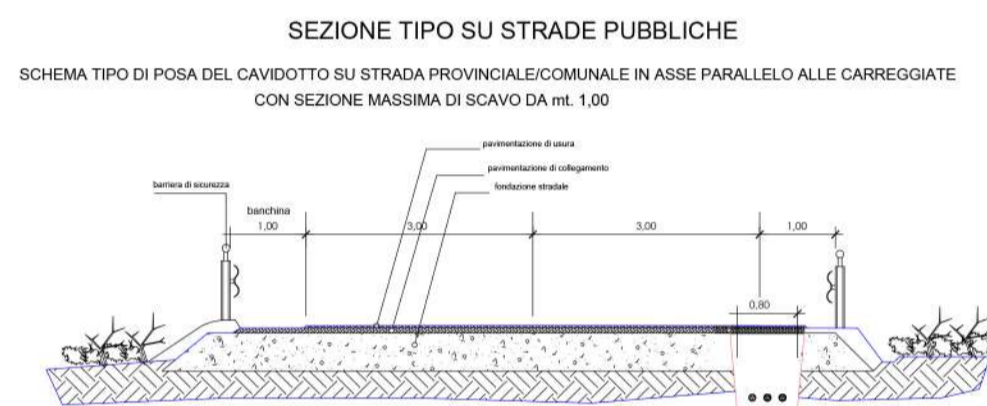 SEZIONE TIPO SU STRADE PUBBLICHE
SCHEMA TIPO DI POSA DEL CAVIDOTTO SU STRADA PROVINCIALE/COMUNALE IN ASSE PARALLELO ALLE CARREGGIATE
CON SEZIONE MASSIMA DI SCAVO DA mt. 1,00
pavimentazione di usura
pavimentazione di collegamento
barriera di sicurezza
fondazione stradale
banchina
1,00
3,00
3,00
1,00
0,80